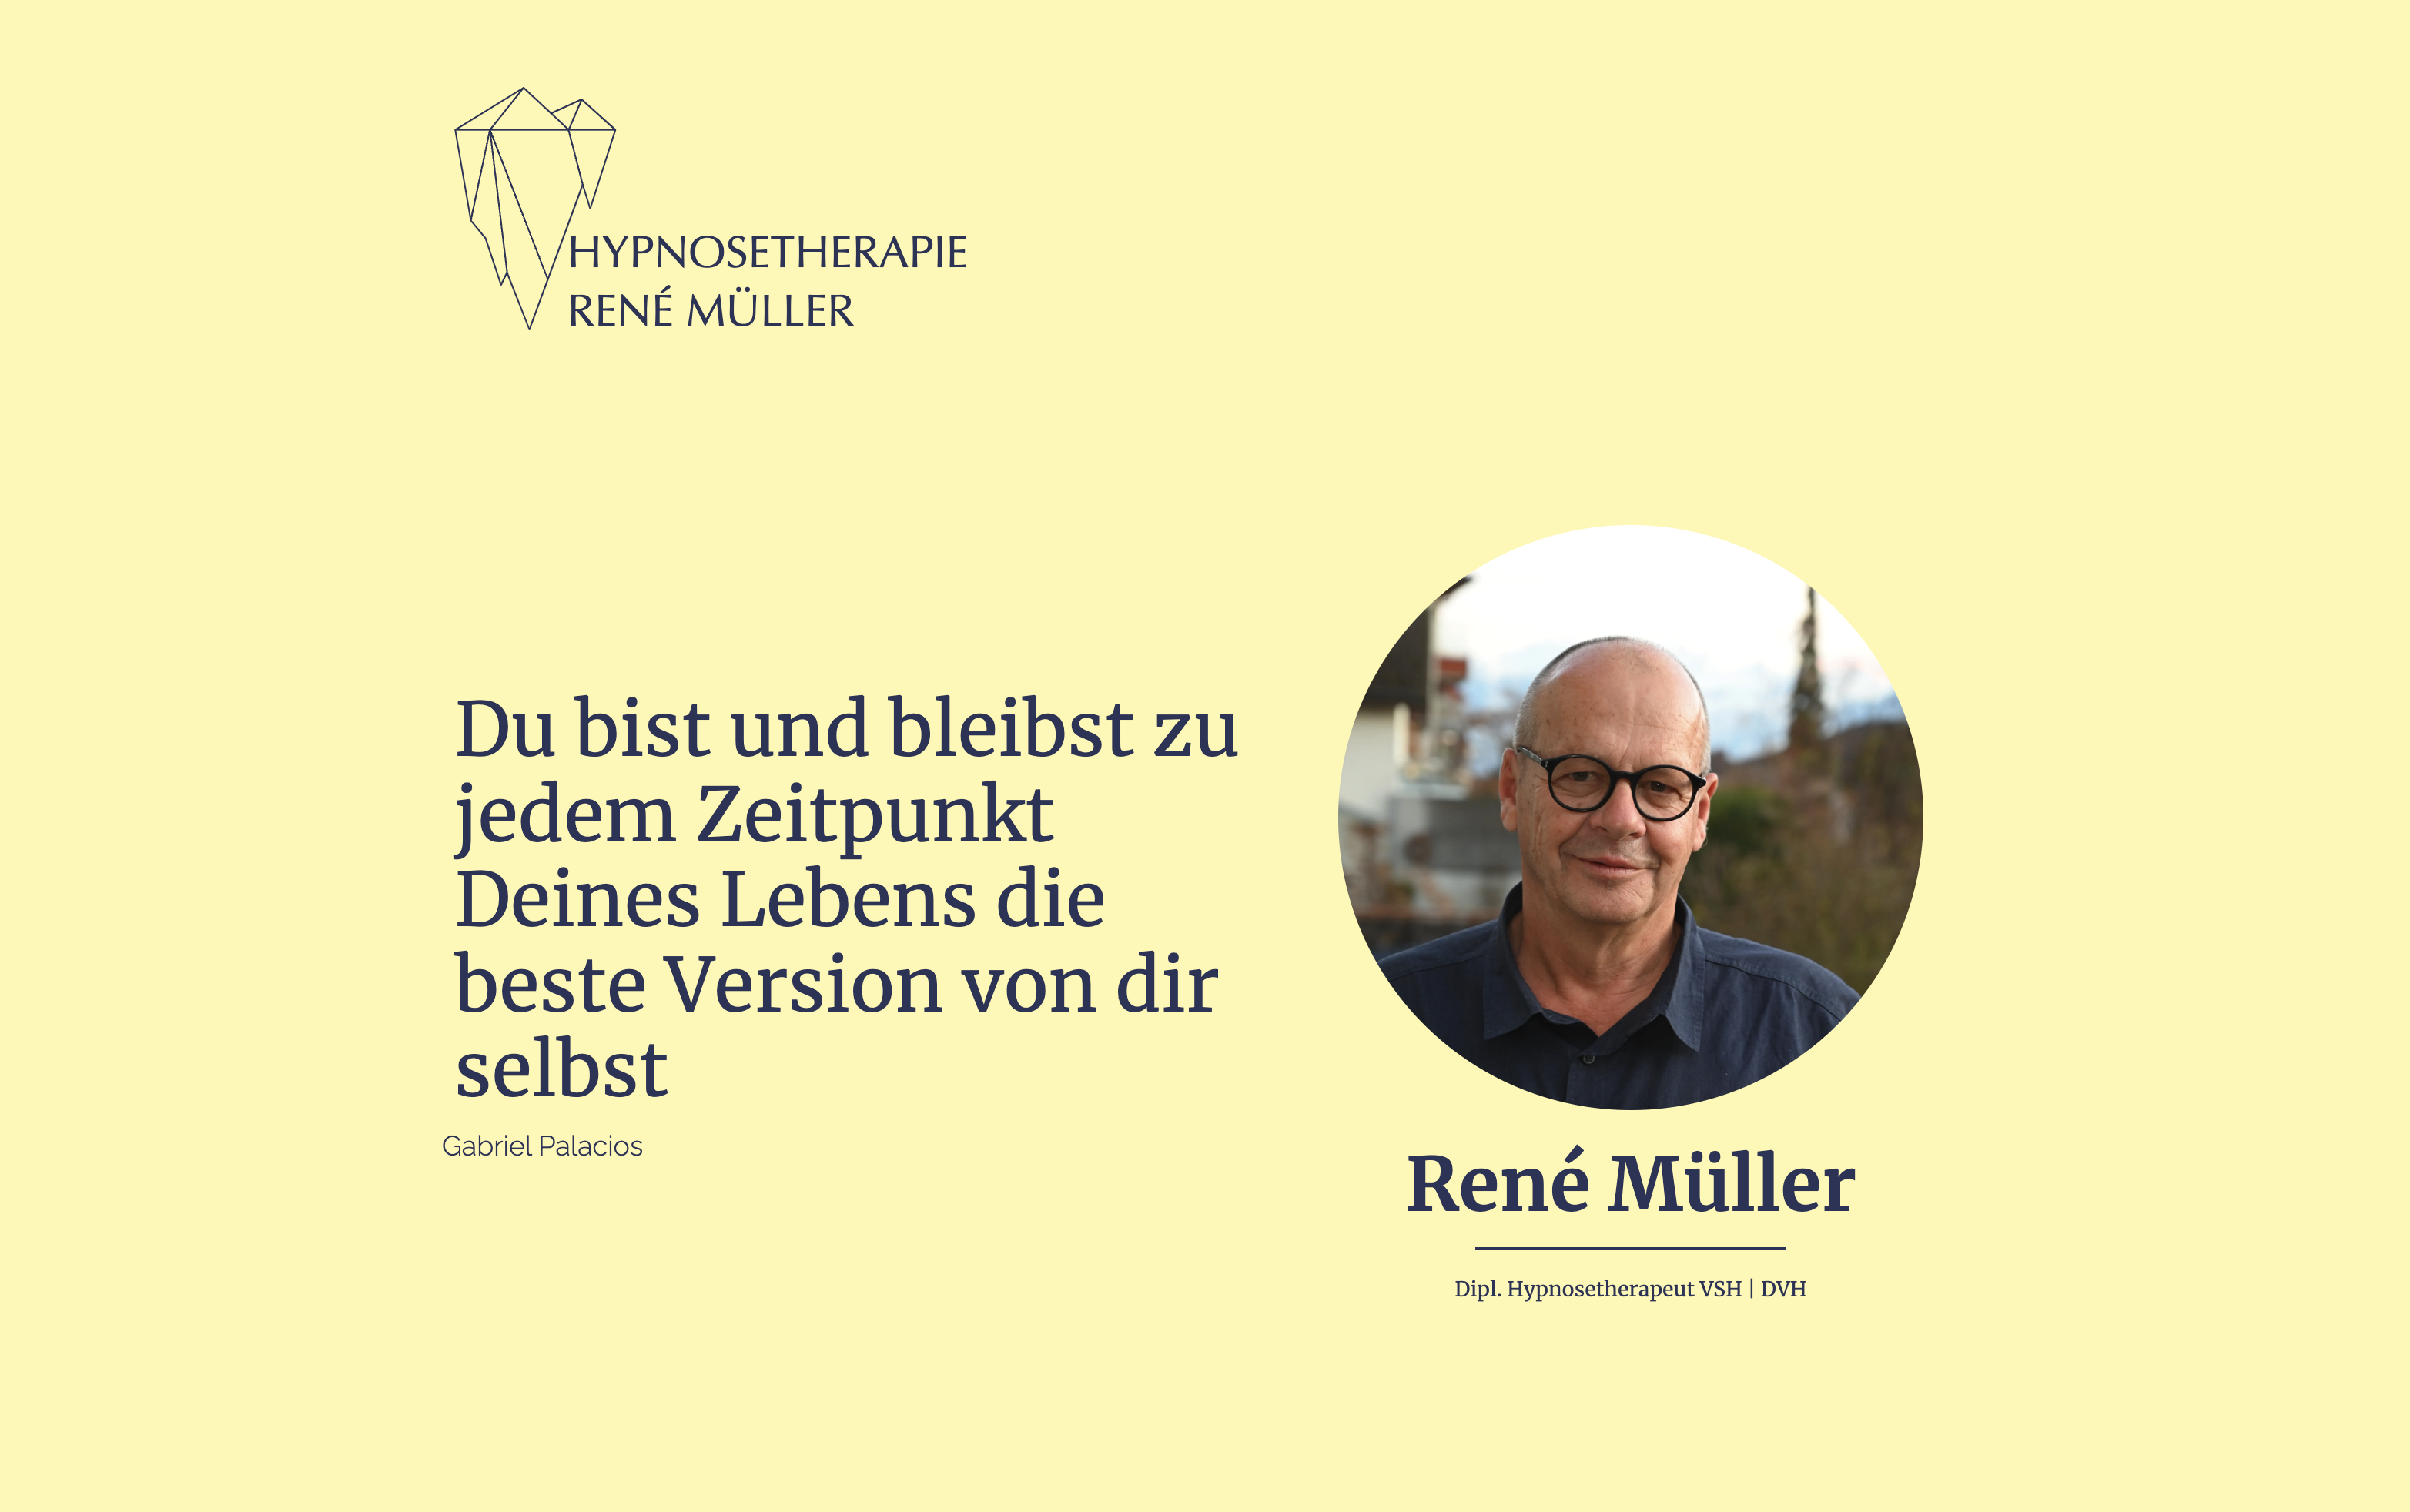 HYPNOSETHERAPIE
RENÉ MÜLLER
Du bist und bleibst zu
jedem Zeitpunkt
Deines Lebens die
beste Version von dir
selbst
Gabriel Palacios
René Müller
Dipl. Hypnosetherapeut VSH | DVH